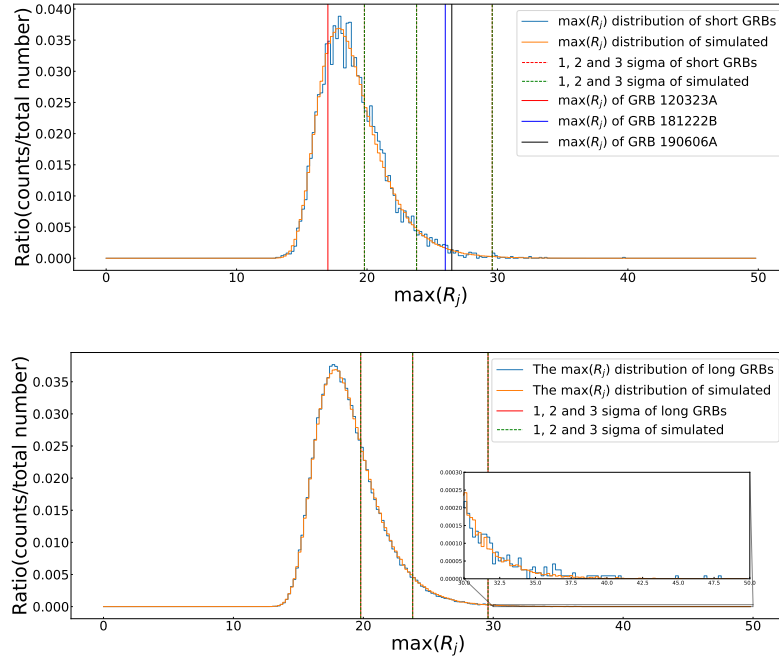 0.040
0.035
0.030
0.025
0.020
0.015
0.010
0.005
0.000
Ratio(counts/total number)
max(R_j) distribution of short GRBs
max(R_j) distribution of simulated
1, 2 and 3 sigma of short GRBs
1, 2 and 3 sigma of simulated
max(R_j) of GRB 120323A
max(R_j) of GRB 181222B
max(R_j) of GRB 190606A
0 10 20 30 40 50
max(R_j)
0.035
0.030
0.025
0.020
0.015
0.010
0.005
0.000
Ratio(counts/total number)
The max(R_j) distribution of long GRBs
The max(R_j) distribution of simulated
1, 2 and 3 sigma of long GRBs
1, 2 and 3 sigma of simulated
0.00030
0.00025
0.00020
0.00015
0.00010
0.00005
0.00000
30.0 32.5 35.0 37.5 40.0 42.5 45.0 47.5 50.0
0 10 20 30 40 50
max(R_j)